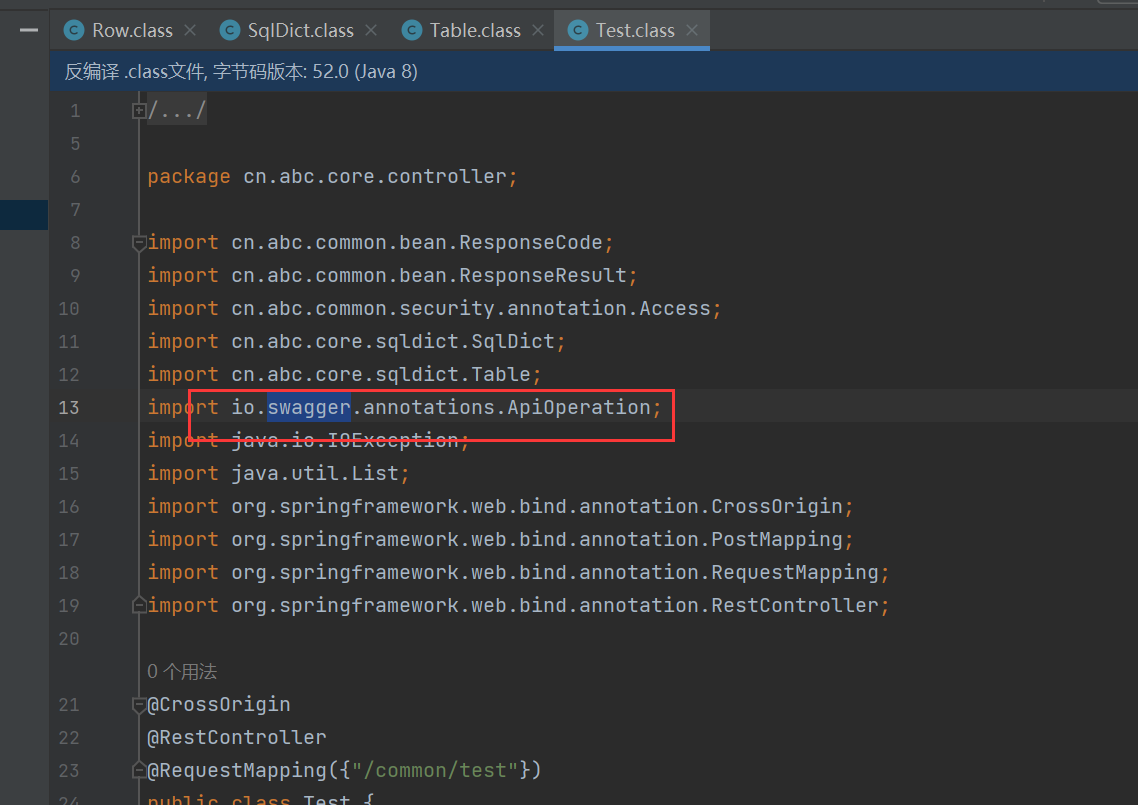 Row.class SqlDict.class Table.class Test.class
反编译 .class文件, 字节码版本: 52.0 (Java 8)
1 /.../
5
6 package cn.abc.core.controller;
7
8 import cn.abc.common.bean.ResponseCode;
9 import cn.abc.common.bean.ResponseResult;
10 import cn.abc.common.security.annotation.Access;
11 import cn.abc.core.sqldict.SqlDict;
12 import cn.abc.core.sqldict.Table;
13 import io.swagger.annotations.ApiOperation;
14 import java.io.IOException;
15 import java.util.List;
16 import org.springframework.web.bind.annotation.CrossOrigin;
17 import org.springframework.web.bind.annotation.PostMapping;
18 import org.springframework.web.bind.annotation.RequestMapping;
19 import org.springframework.web.bind.annotation.RestController;
20
0 个用法
21 @CrossOrigin
22 @RestController
23 @RequestMapping({"/common/test"})
24 public class Test {